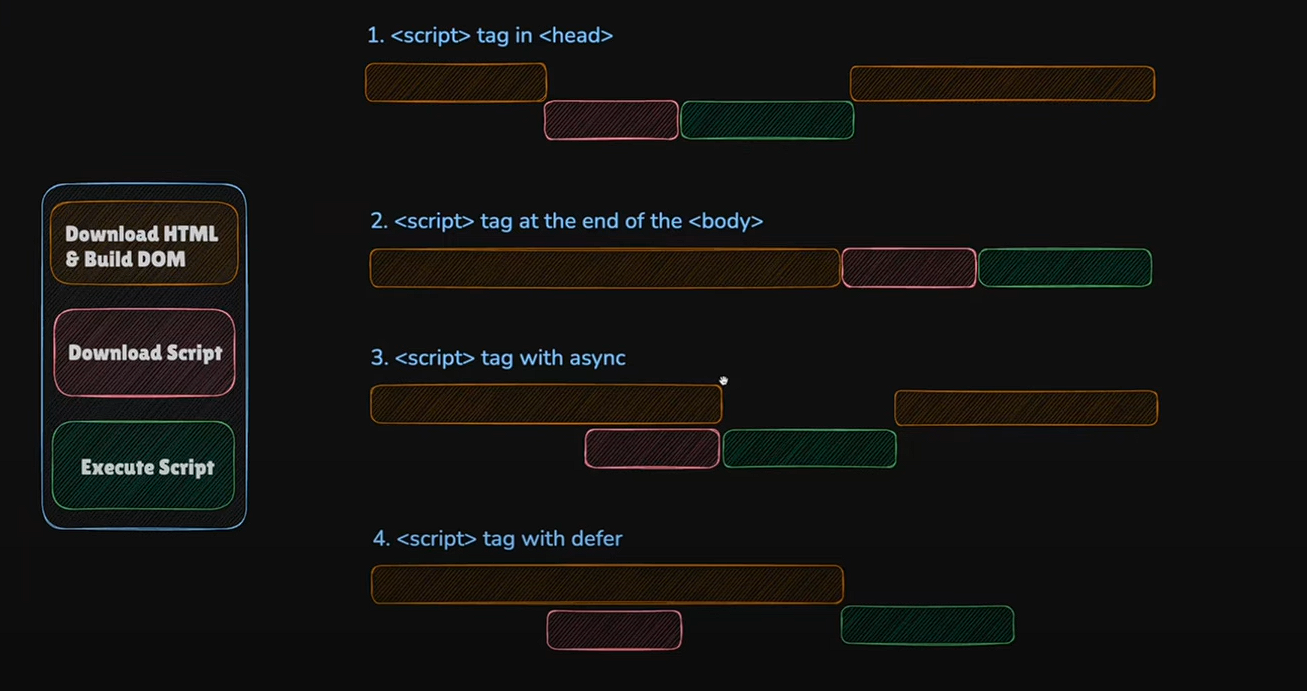 1. <script> tag in <head>
Download HTML
& Build DOM
Download Script
Execute Script
2. <script> tag at the end of the <body>
3. <script> tag with async
4. <script> tag with defer